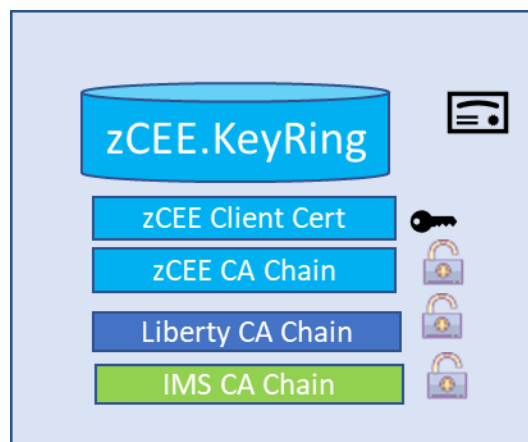 zCEE.KeyRing
zCEE Client Cert
zCEE CA Chain
Liberty CA Chain
IMS CA Chain